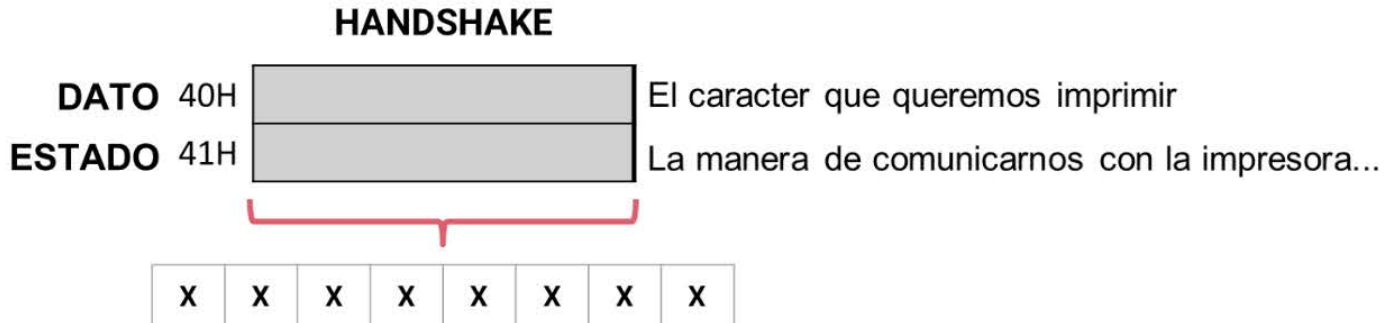 HANDSHAKE
DATO 40H El caracter que queremos imprimir
ESTADO 41H La manera de comunicarnos con la impresora...
X X X X X X X X